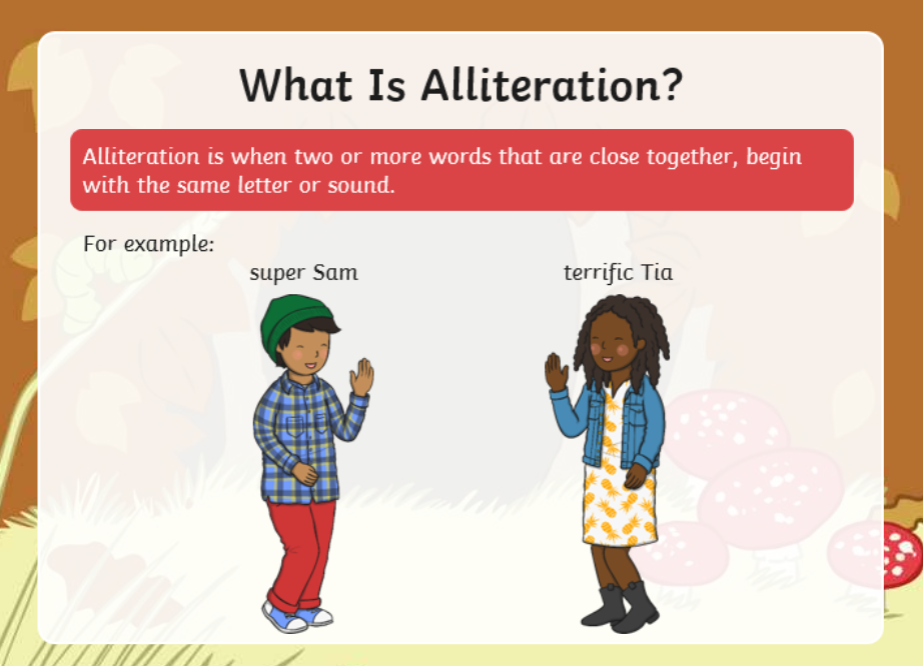 What Is Alliteration?
Alliteration is when two or more words that are close together, begin
with the same letter or sound.
For example:
super Sam
terrific Tia